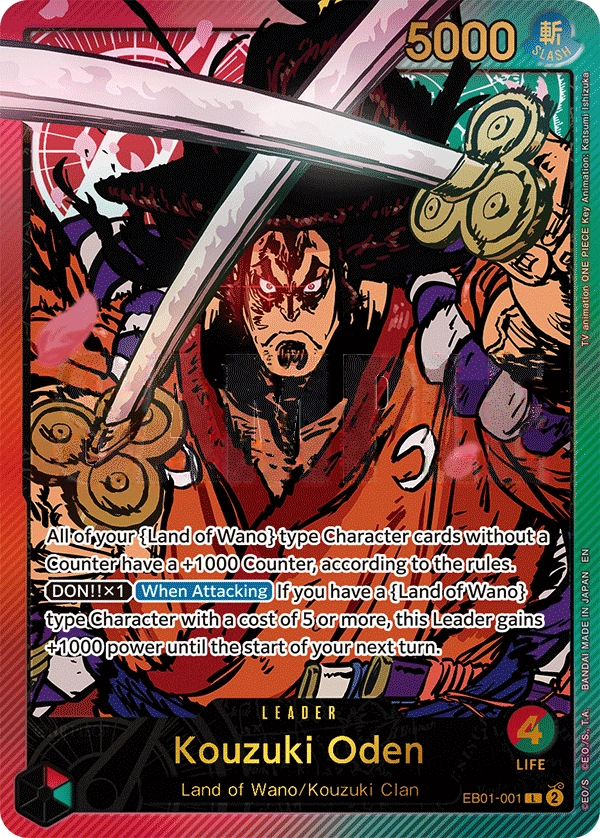 5000
斬
SLASH
TV animation ONE PIECE Key Animation: Katsumi Ishizuka
SAMPLE
All of your {Land of Wano} type Character cards without a
Counter have a +1000 Counter, according to the rules.
DON!!×1 When Attacking If you have a {Land of Wano}
type Character with a cost of 5 or more, this Leader gains
+1000 power until the start of your next turn.
©E.O/S ©E.O./S., T.A. BANDAI MADE IN JAPAN EN
LEADER
Kouzuki Oden
4
LIFE
Land of Wano/Kouzuki Clan
EB01-001 L 2